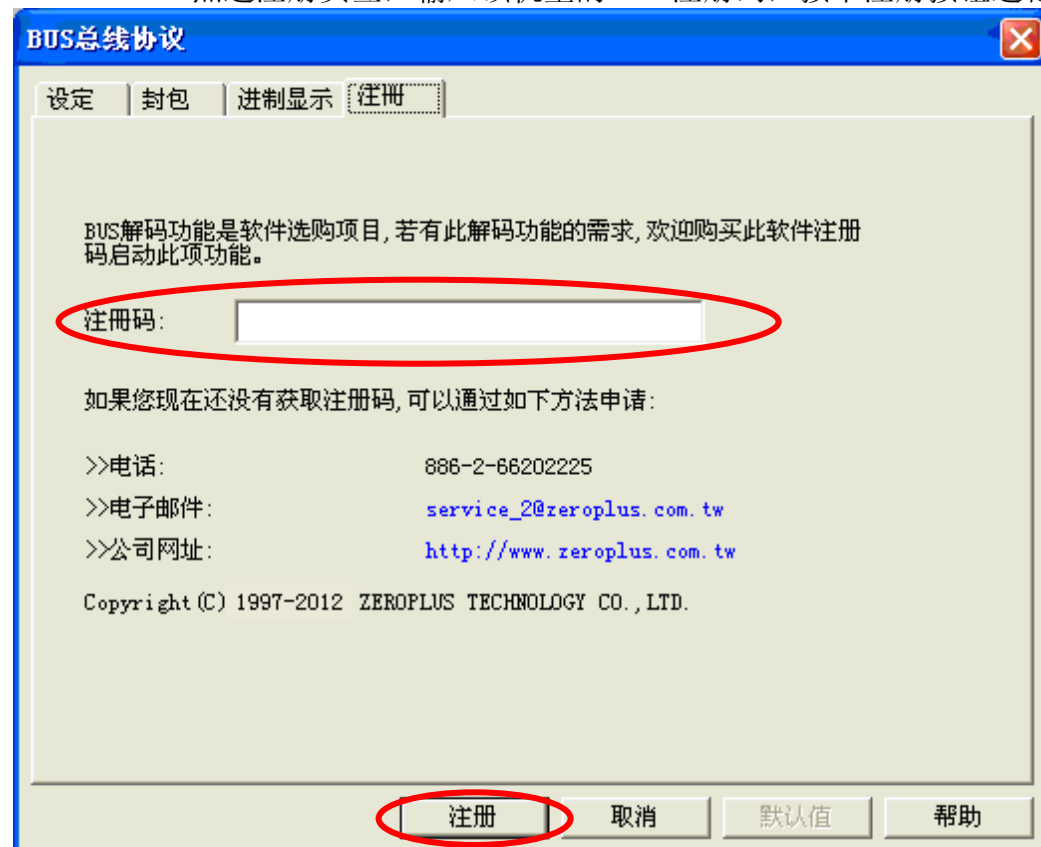 BUS总线协议
设定 封包 进制显示 注册
BUS解码功能是软件选购项目,若有此解码功能的需求,欢迎购买此软件注册
码启动此项功能。
注册码:
如果您现在还没有获取注册码,可以通过如下方法申请:
>>电话: 886-2-66202225
>>电子邮件: service_2@zeroplus.com.tw
>>公司网址: http://www.zeroplus.com.tw
Copyright(C) 1997-2012 ZEROPLUS TECHNOLOGY CO.,LTD.
注册 取消 默认值 帮助